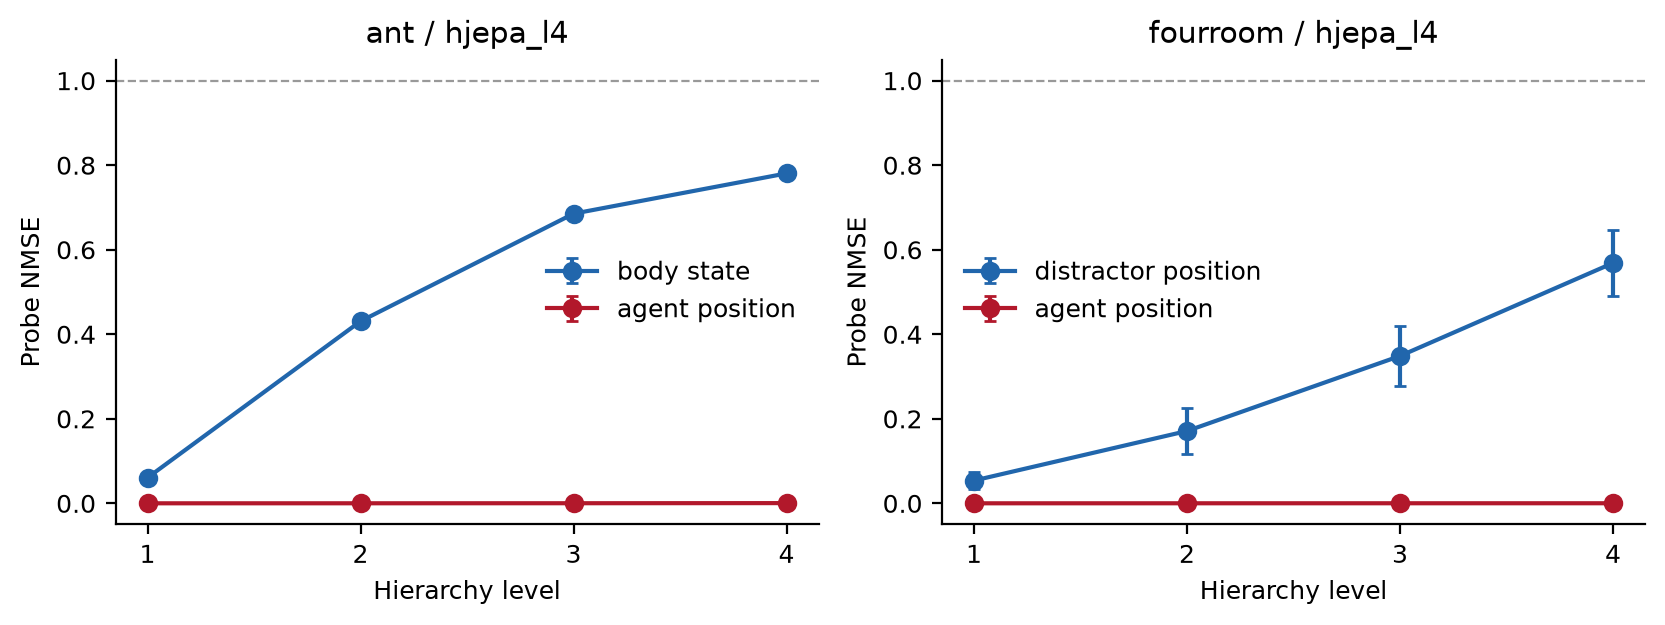 ant / hjepa_l4
1.0
0.8
0.6
0.4
0.2
0.0
Probe NMSE
body state
agent position
1 2 3 4
Hierarchy level
fourroom / hjepa_l4
1.0
0.8
0.6
0.4
0.2
0.0
Probe NMSE
distractor position
agent position
1 2 3 4
Hierarchy level